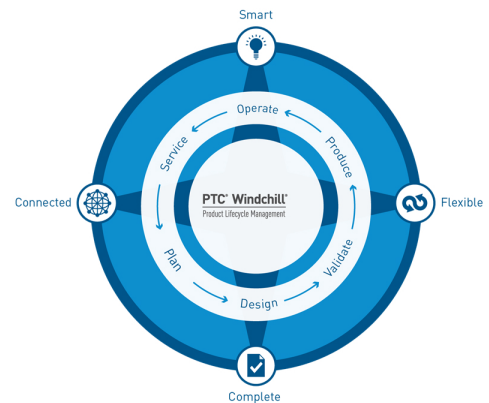 Smart
Operate
Service
Produce
PTC® Windchill®
Product Lifecycle Management
Connected
Flexible
Plan
Validate
Design
Complete